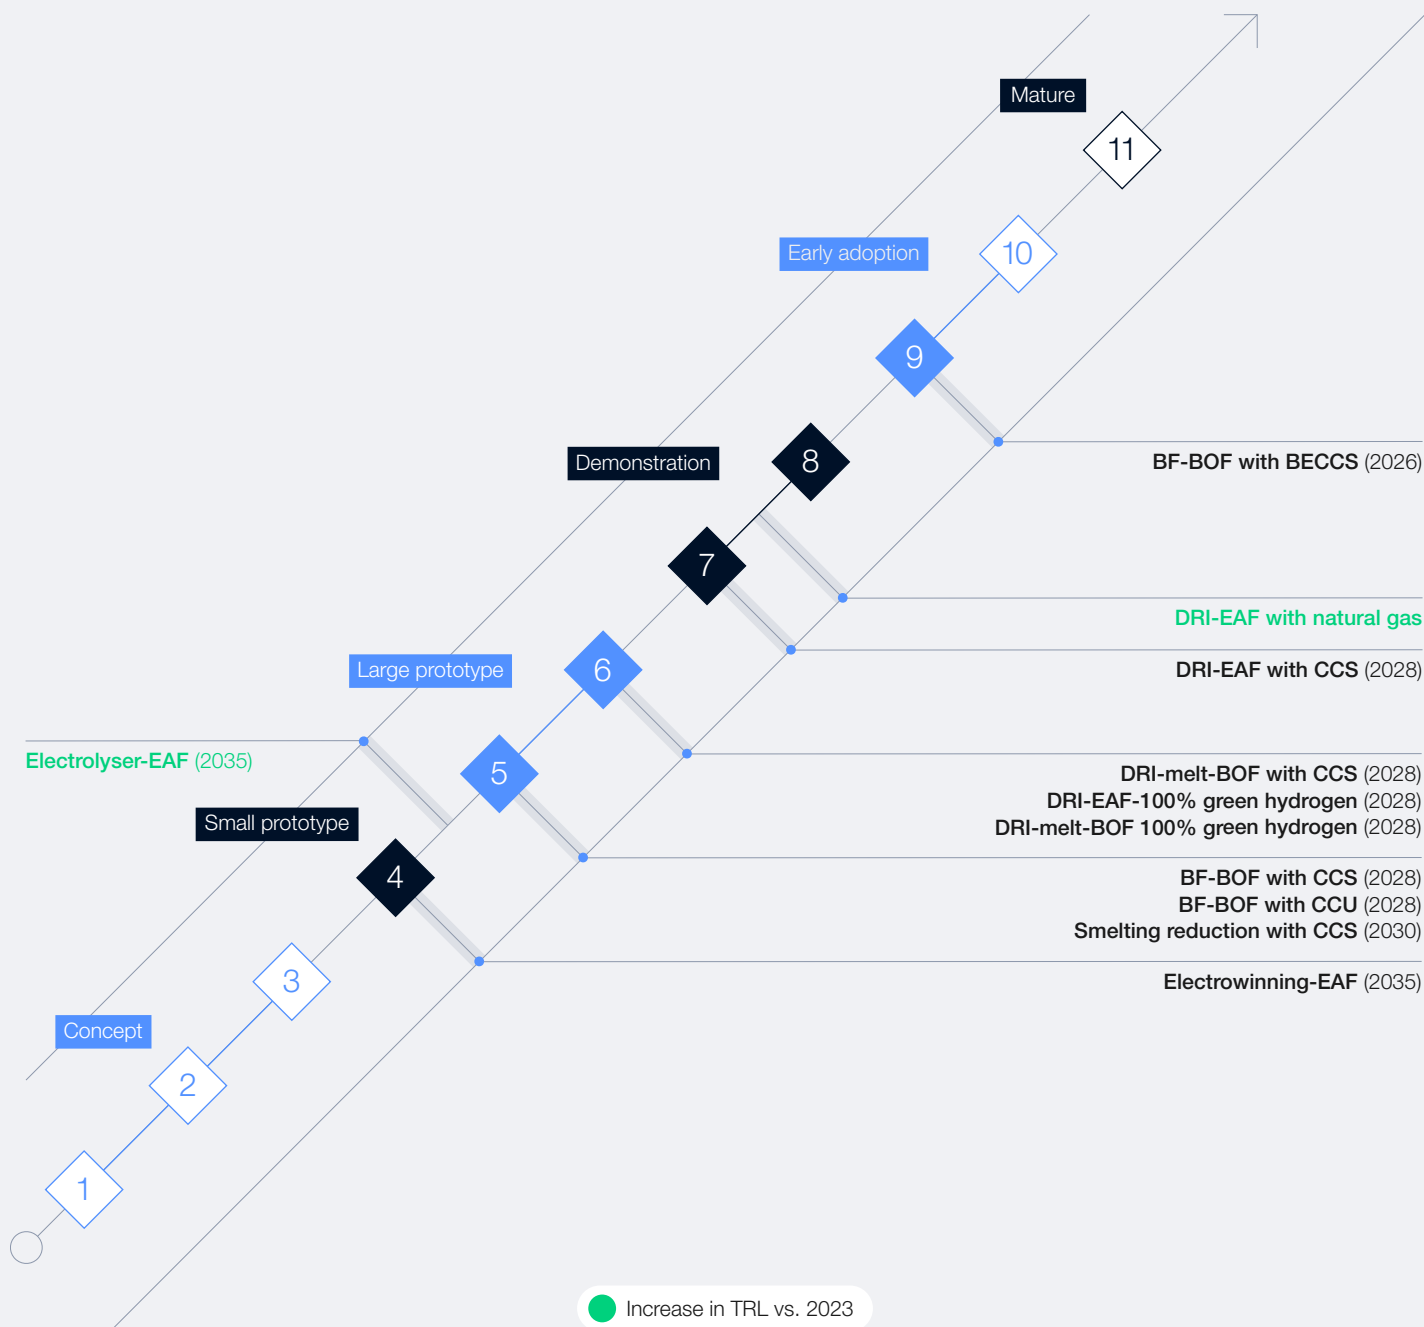 Mature
11
Early adoption
10
9
BF-BOF with BECCS (2026)
Demonstration
8
7
DRI-EAF with natural gas
DRI-EAF with CCS (2028)
Large prototype
6
Electrolyser-EAF (2035)
5
DRI-melt-BOF with CCS (2028)
DRI-EAF-100% green hydrogen (2028)
DRI-melt-BOF 100% green hydrogen (2028)
Small prototype
4
BF-BOF with CCS (2028)
BF-BOF with CCU (2028)
Smelting reduction with CCS (2030)
Electrowinning-EAF (2035)
3
Concept
2
1
Increase in TRL vs. 2023